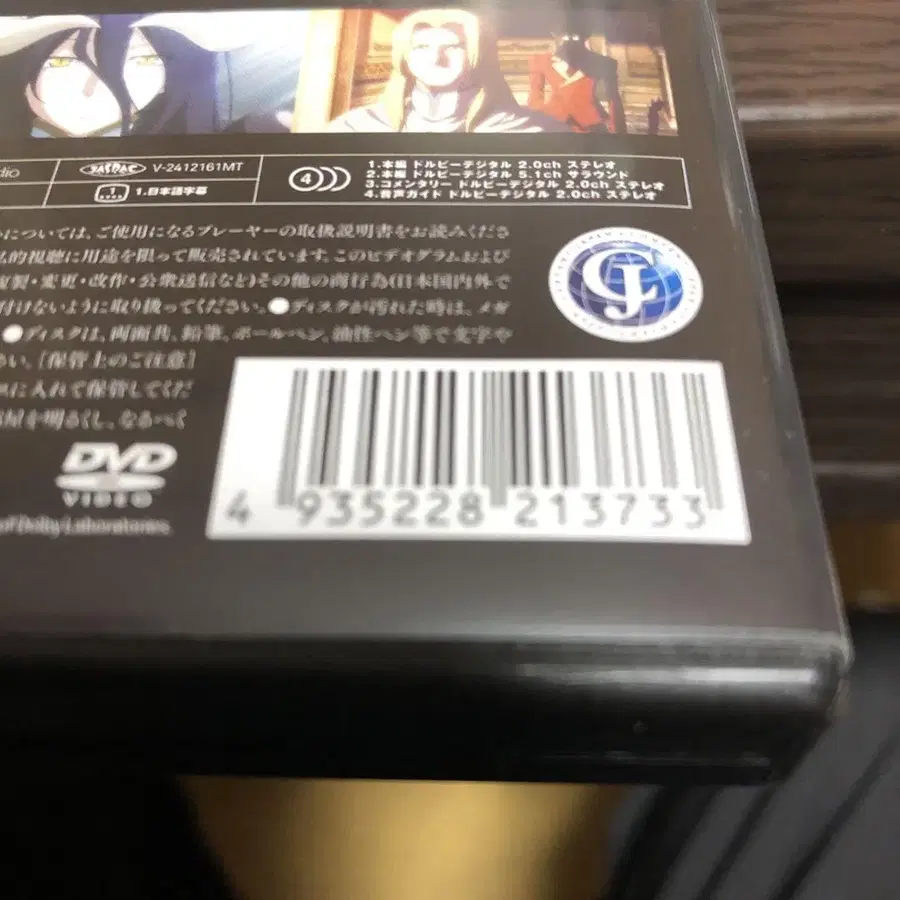 dio
V-2412161MT
1.日本語字幕
4
1.本編 ドルビーデジタル 2.0ch ステレオ
2.本編 ドルビーデジタル 5.1ch サラウンド
3.コメンタリー ドルビーデジタル 2.0ch ステレオ
4.音声ガイド ドルビーデジタル 2.0ch ステレオ
いについては、ご使用になるプレーヤーの取扱説明書をお読みくださ
私的視聴に用途を限って販売されています。このビデオグラムおよび
複製・変更・改作・公衆送信など)その他の商行為(日本国内外で
付けないように取り扱ってください。●ディスクが汚れた時は、メガ
●ディスクは、両面共、鉛筆、ボールペン、油性ペン等で文字や
さい。[保管上のご注意]
スに入れて保管してくだ
部屋を明るくし、なるべく
DVD
VIDEO
of Dolby Laboratories.
CJ
4 935228 213733